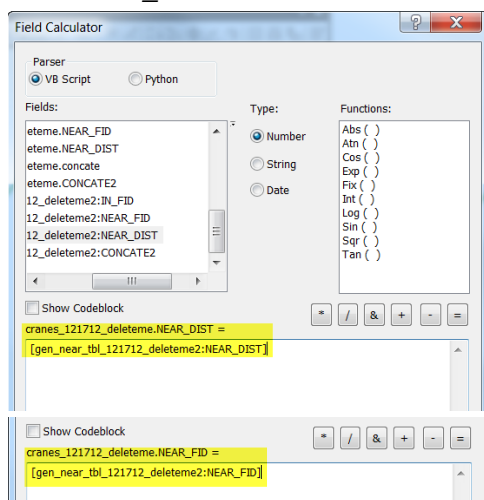 Field Calculator
Parser
VB Script
Python
Fields:
Type:
Functions:
eteme.NEAR_FID
eteme.NEAR_DIST
eteme.concate
eteme.CONCATE2
12_deleteme2:IN_FID
12_deleteme2:NEAR_FID
12_deleteme2:NEAR_DIST
12_deleteme2:CONCATE2
Number
String
Date
Abs ( )
Atn ( )
Cos ( )
Exp ( )
Fix ( )
Int ( )
Log ( )
Sin ( )
Sqr ( )
Tan ( )
Show Codeblock
* / & + - =
cranes_121712_deleteme.NEAR_DIST =
[gen_near_tbl_121712_deleteme2:NEAR_DIST]
Show Codeblock
* / & + - =
cranes_121712_deleteme.NEAR_FID =
[gen_near_tbl_121712_deleteme2:NEAR_FID]